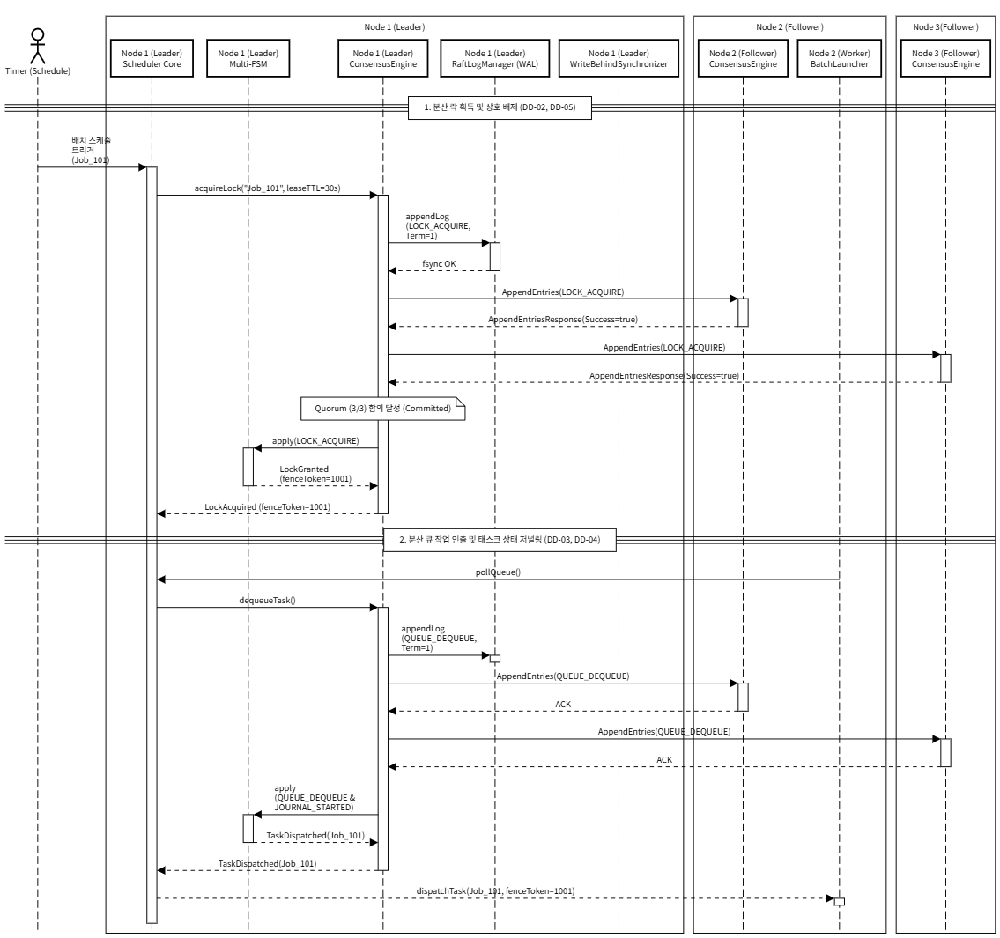 Node 1 (Leader)
Node 2 (Follower)
Node 3(Follower)
Timer (Schedule)
Node 1 (Leader)
Scheduler Core
Node 1 (Leader)
Multi-FSM
Node 1 (Leader)
ConsensusEngine
Node 1 (Leader)
RaftLogManager (WAL)
Node 1 (Leader)
WriteBehindSynchronizer
Node 2 (Follower)
ConsensusEngine
Node 2 (Worker)
BatchLauncher
Node 3 (Follower)
ConsensusEngine
1. 분산 락 획득 및 상호 배제 (DD-02, DD-05)
배치 스케줄
트리거
(Job_101)
acquireLock("Job_101", leaseTTL=30s)
appendLog
(LOCK_ACQUIRE,
Term=1)
fsync OK
AppendEntries(LOCK_ACQUIRE)
AppendEntriesResponse(Success=true)
AppendEntries(LOCK_ACQUIRE)
AppendEntriesResponse(Success=true)
Quorum (3/3) 합의 달성 (Committed)
apply(LOCK_ACQUIRE)
LockGranted
(fenceToken=1001)
LockAcquired (fenceToken=1001)
2. 분산 큐 작업 인출 및 태스크 상태 저널링 (DD-03, DD-04)
pollQueue()
dequeueTask()
appendLog
(QUEUE_DEQUEUE,
Term=1)
AppendEntries(QUEUE_DEQUEUE)
ACK
AppendEntries(QUEUE_DEQUEUE)
ACK
apply
(QUEUE_DEQUEUE &
JOURNAL_STARTED)
TaskDispatched(Job_101)
TaskDispatched(Job_101)
dispatchTask(Job_101, fenceToken=1001)